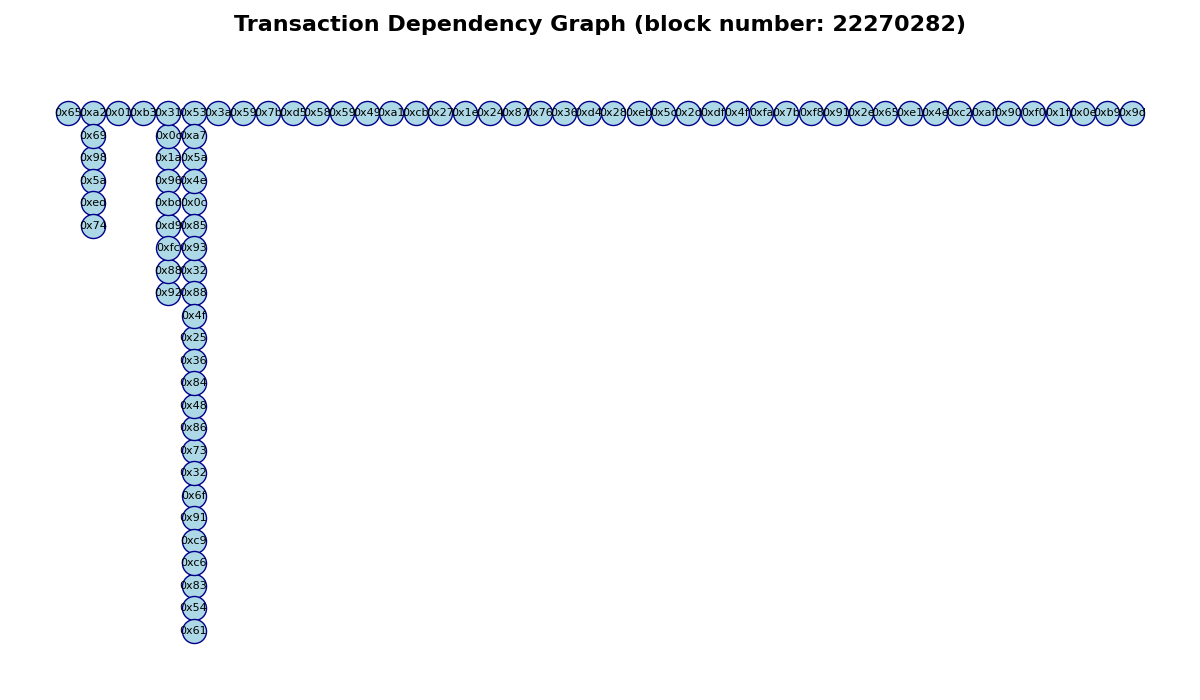 Transaction Dependency Graph (block number: 22270282)
0x65 0xa2 0x01 0xb3 0x31 0x53 0x3a 0x59 0x7b 0xd5 0x58 0x59 0x49 0xa1 0xcb 0x27 0x1e 0x24 0x87 0x76 0x36 0xd4 0x28 0xeb 0x2d 0xdf 0x4f 0xfa 0x7b 0xf8 0x91 0x2e 0x65 0xe1 0x4e 0xc2 0xaf 0x90 0xf0 0x1f 0x0e 0xb9 0x9d
0x69 0xa7
0x98 0x1a 0x5a
0x5a 0x96 0x4e
0xed 0x0c
0x74 0xd9 0x85
0xfc 0x93
0x88 0x32
0x92 0x88
0x4f
0x25
0x36
0x84
0x48
0x86
0x73
0x32
0x6f
0x91
0xc9
0xc6
0x83
0x54
0x61